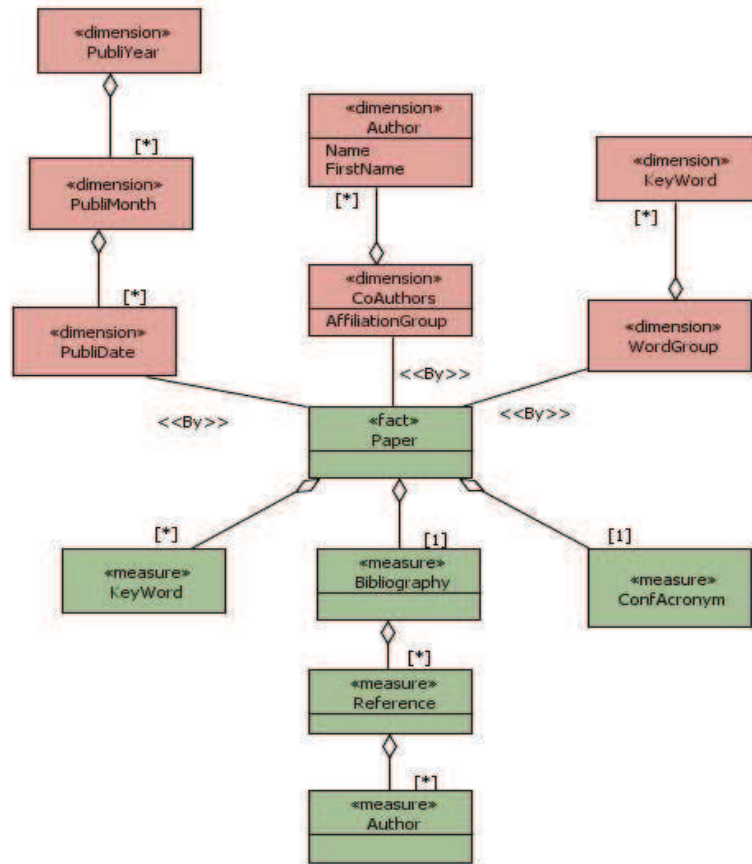 «dimension»
PubliYear
[*]
«dimension»
PubliMonth
[*]
«dimension»
PubliDate
«dimension»
Author
Name
FirstName
[*]
«dimension»
CoAuthors
AffiliationGroup
«dimension»
KeyWord
[*]
«dimension»
WordGroup
<<By>>
<<By>>
<<By>>
«fact»
Paper
[*]
«measure»
KeyWord
[1]
«measure»
Bibliography
[1]
«measure»
ConfAcronym
[*]
«measure»
Reference
[*]
«measure»
Author